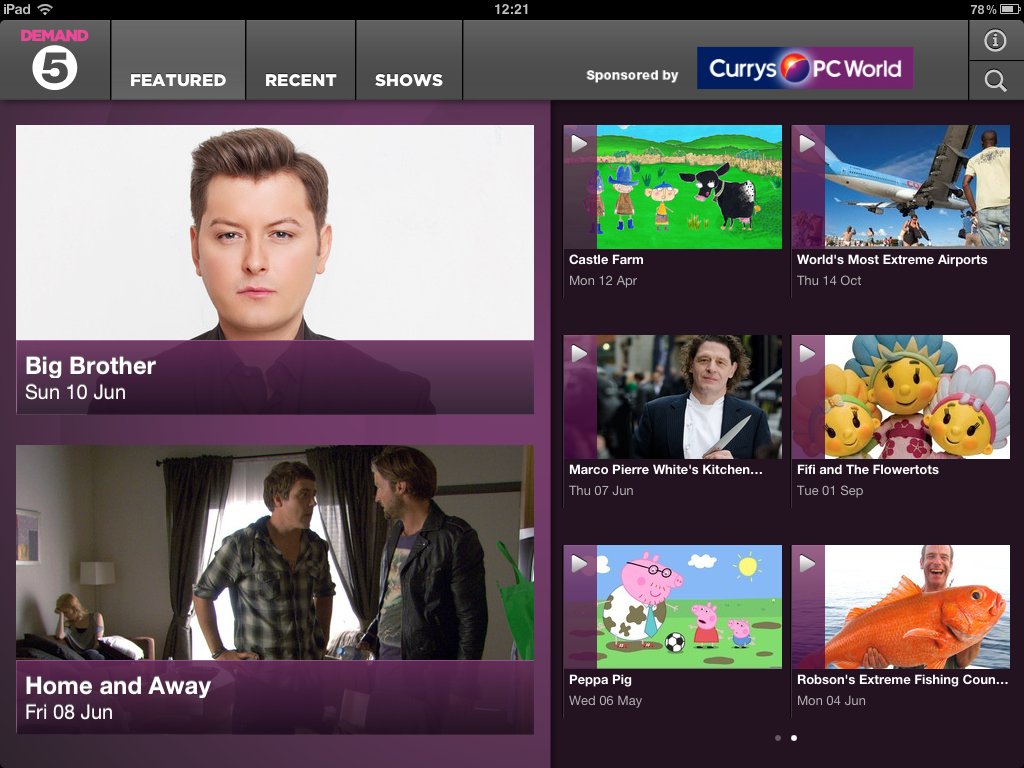 iPad 12:21 78%
DEMAND
5
FEATURED RECENT SHOWS
Sponsored by Currys PC World
Big Brother
Sun 10 Jun
Home and Away
Fri 08 Jun
Castle Farm
Mon 12 Apr
World's Most Extreme Airports
Thu 14 Oct
Marco Pierre White's Kitchen...
Thu 07 Jun
Fifi and The Flowertots
Tue 01 Sep
Peppa Pig
Wed 06 May
Robson's Extreme Fishing Coun...
Mon 04 Jun